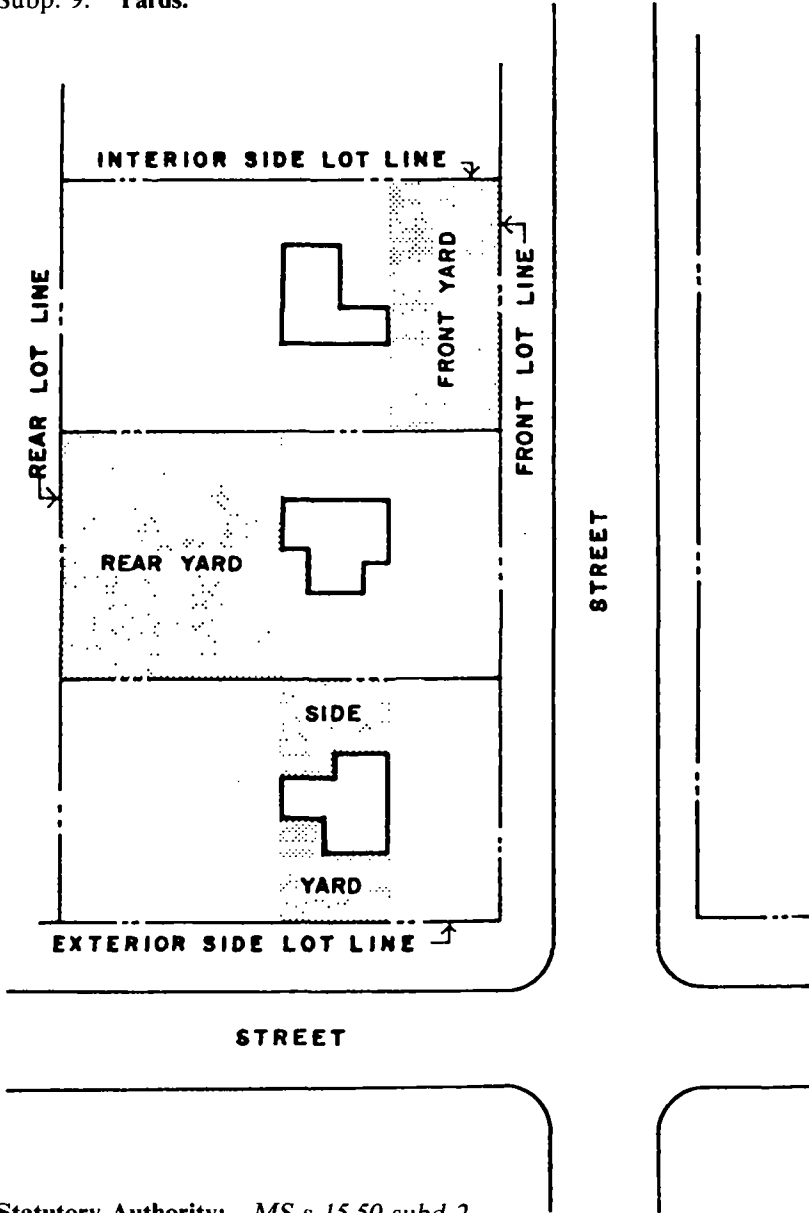 Subp. 9. Yards.
INTERIOR SIDE LOT LINE
FRONT YARD
FRONT LOT LINE
REAR LOT LINE
STREET
REAR YARD
SIDE
YARD
EXTERIOR SIDE LOT LINE
STREET
Statutory Authority: MS s 15.50 subd 2